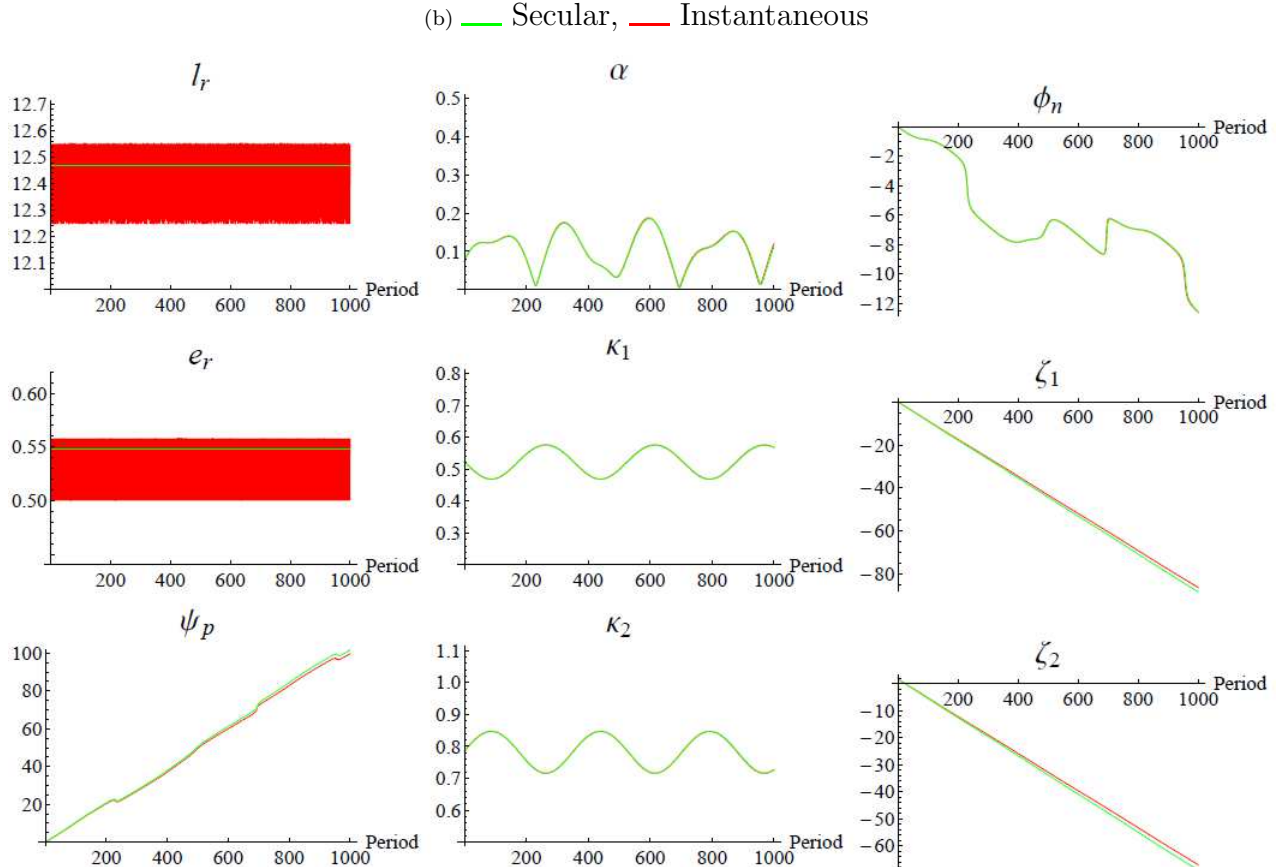 (b) Secular, Instantaneous
l_r
12.7
12.6
12.5
12.4
12.3
12.2
12.1
200 400 600 800 1000
Period
α
0.5
0.4
0.3
0.2
0.1
200 400 600 800 1000
Period
ϕ_n
Period
200 400 600 800 1000
−2
−4
−6
−8
−10
−12
e_r
0.60
0.55
0.50
200 400 600 800 1000
Period
κ_1
0.8
0.7
0.6
0.5
0.4
0.3
200 400 600 800 1000
Period
ζ_1
Period
200 400 600 800 1000
−20
−40
−60
−80
ψ_p
100
80
60
40
20
200 400 600 800 1000
Period
κ_2
1.1
1.0
0.9
0.8
0.7
0.6
200 400 600 800 1000
Period
ζ_2
Period
200 400 600 800 1000
−10
−20
−30
−40
−50
−60